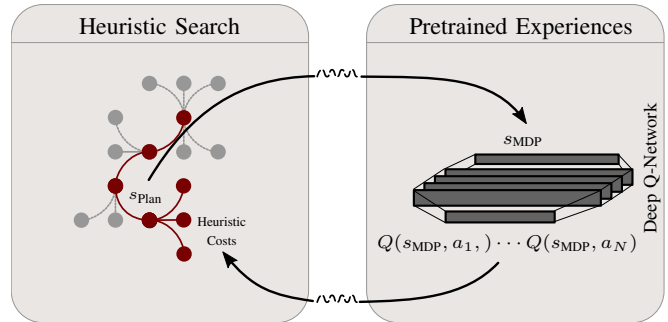 Heuristic Search
Pretrained Experiences
s_Plan
Heuristic
Costs
s_MDP
Deep Q-Network
Q(s_MDP, a_1,) ··· Q(s_MDP, a_N)